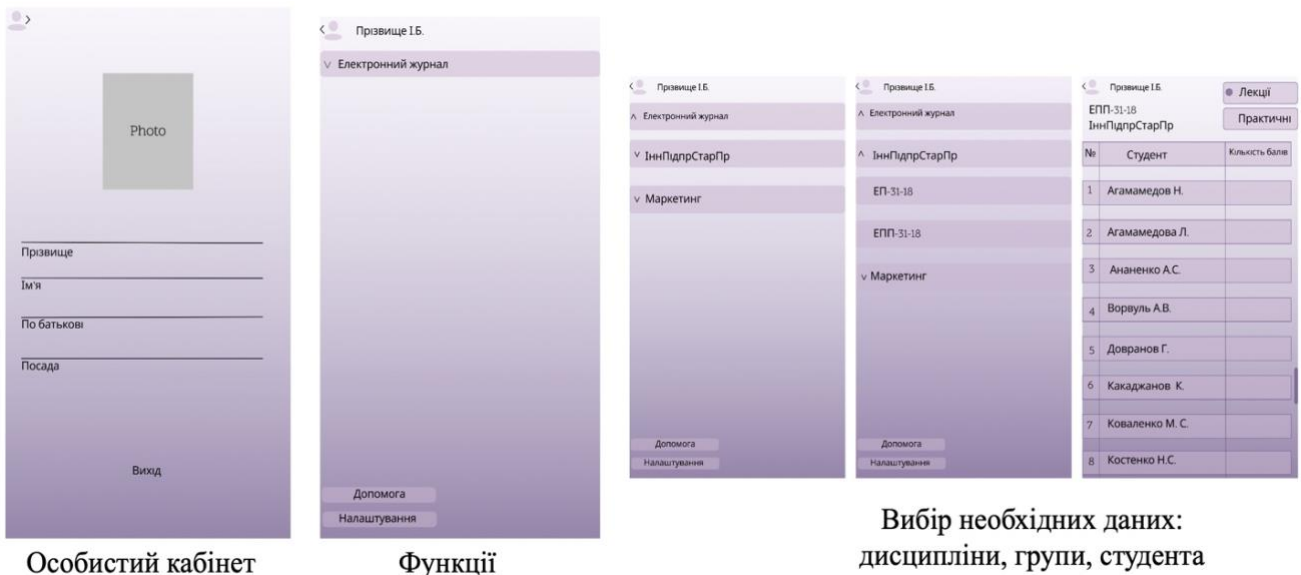 Photo
Прізвище
Ім'я
По батькові
Посада
Вихід
Особистий кабінет
Прізвище І.Б.
Електронний журнал
Допомога
Налаштування
Функції
Прізвище І.Б.
Електронний журнал
ІннПідпрСтарПр
Маркетинг
Допомога
Налаштування
Прізвище І.Б.
Електронний журнал
ІннПідпрСтарПр
ЕП-31-18
ЕПП-31-18
Маркетинг
Допомога
Налаштування
Прізвище І.Б.
Лекції
ЕПП-31-18
ІннПідпрСтарПр
Практичні
№ Студент Кількість балів
1 Агамамедов Н.
2 Агамамедова Л.
3 Ананенко А.С.
4 Ворвуль А.В.
5 Довранов Г.
6 Какаджанов К.
7 Коваленко М. С.
8 Костенко Н.С.
Вибір необхідних даних:
дисципліни, групи, студента